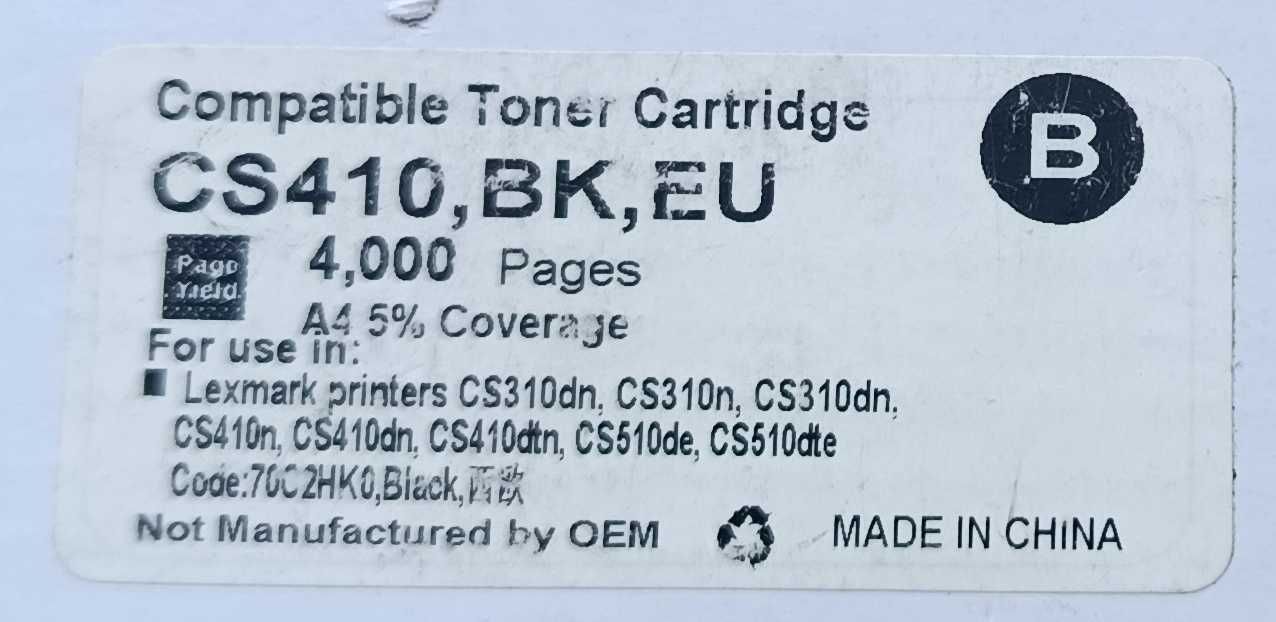 Compatible Toner Cartridge
B
CS410,BK,EU
Page
Yield
4,000 Pages
A4 5% Coverage
For use in:
Lexmark printers CS310dn, CS310n, CS310dn,
CS410n, CS410dn, CS410dtn, CS510de, CS510dte
Code:70C2HK0,Black,西欧
Not Manufactured by OEM
MADE IN CHINA